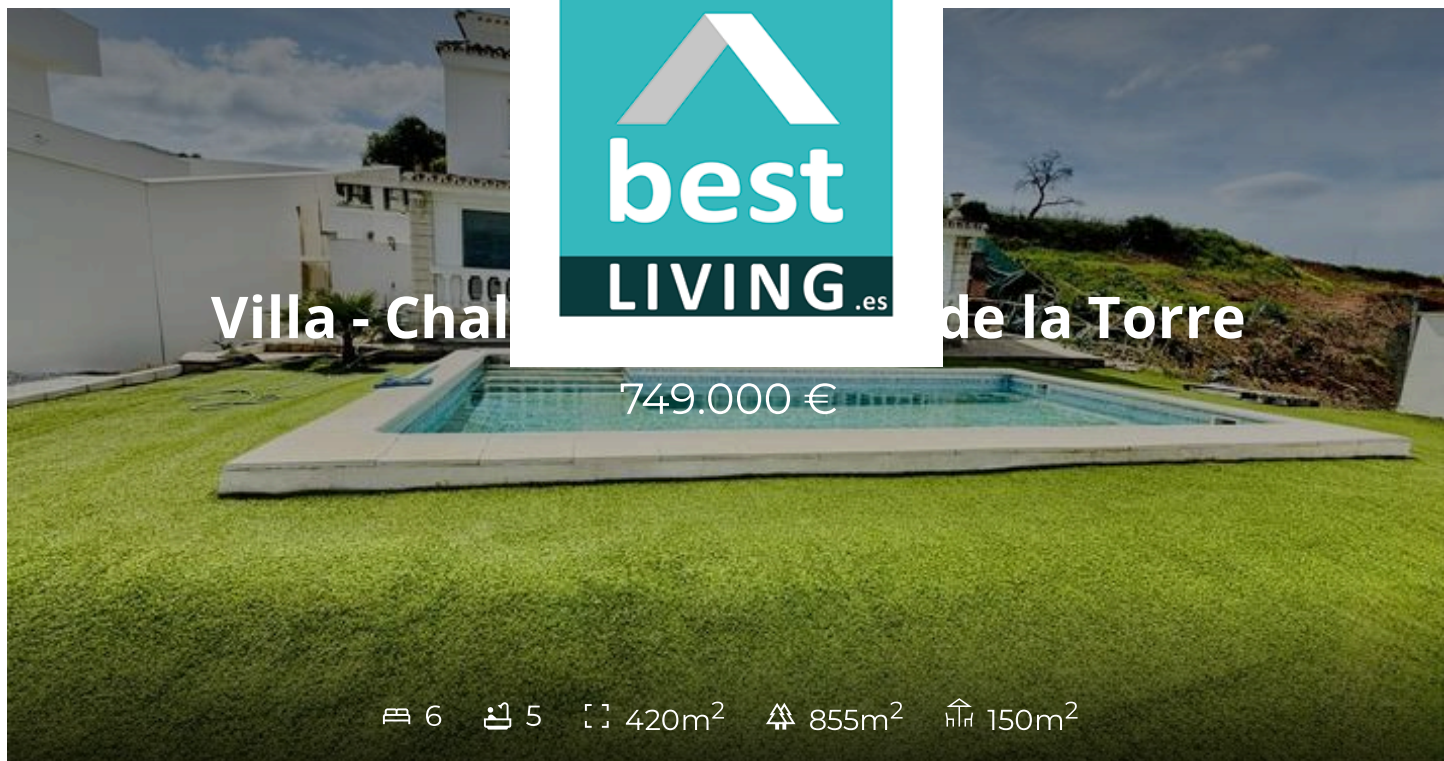 best
LIVING.es
Villa - Chal de la Torre
749.000 €
6 5 420m² 855m² 150m²